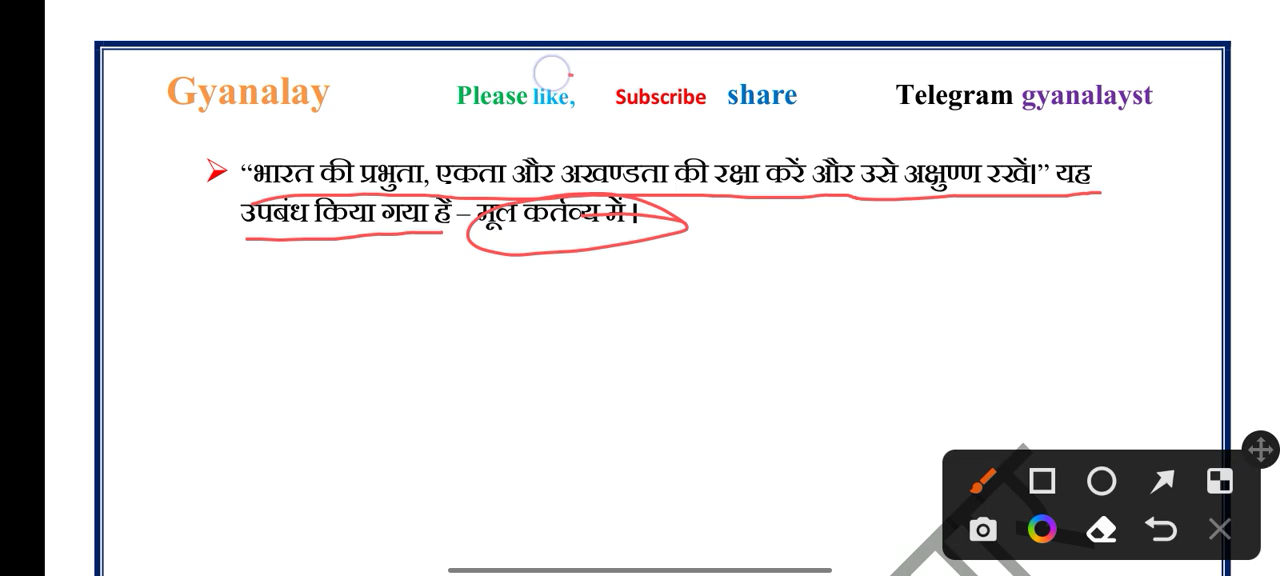 Gyanalay Please like, Subscribe share Telegram gyanalayst
➢ “भारत की प्रभुता, एकता और अखण्डता की रक्षा करें और उसे अक्षुण्ण रखें।” यह
उपबंध किया गया है – मूल कर्तव्य में।